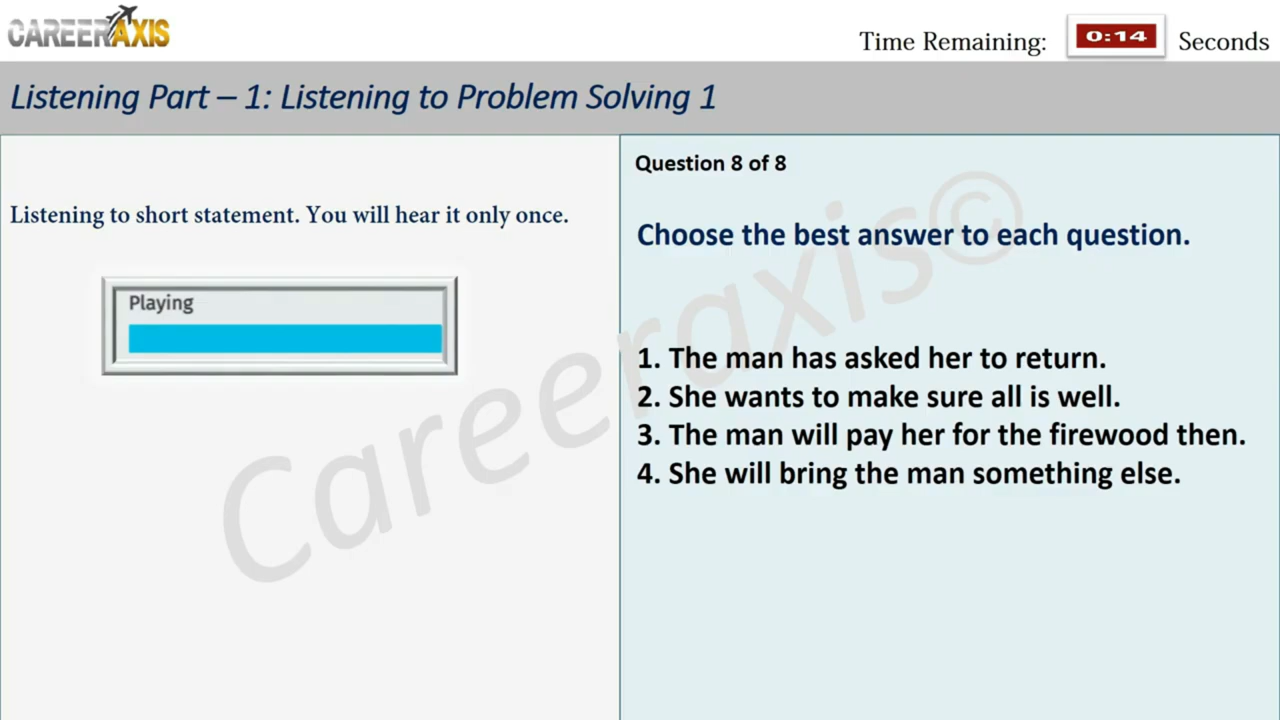 CAREERAXIS
Time Remaining: 0:14 Seconds
Listening Part – 1: Listening to Problem Solving 1
Listening to short statement. You will hear it only once.
Playing
Question 8 of 8
Choose the best answer to each question.
1. The man has asked her to return.
2. She wants to make sure all is well.
3. The man will pay her for the firewood then.
4. She will bring the man something else.
Careeraxis©